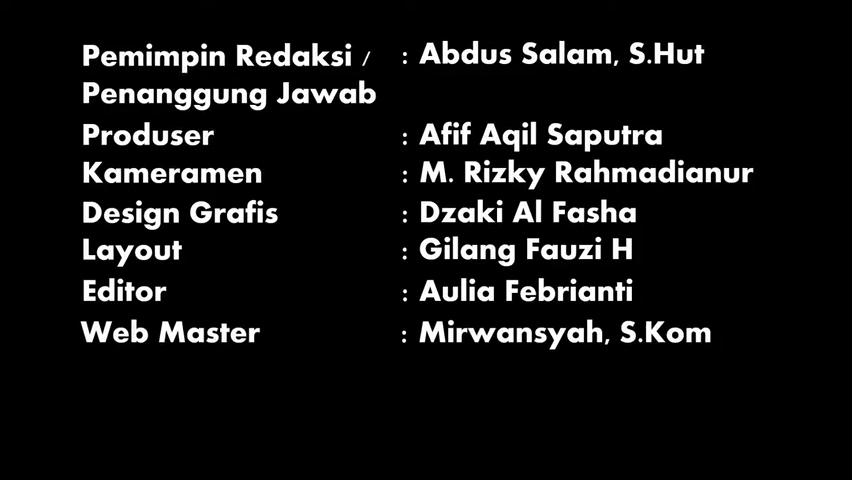 Pemimpin Redaksi / : Abdus Salam, S.Hut
Penanggung Jawab
Produser : Afif Aqil Saputra
Kameramen : M. Rizky Rahmadianur
Design Grafis : Dzaki Al Fasha
Layout : Gilang Fauzi H
Editor : Aulia Febrianti
Web Master : Mirwansyah, S.Kom